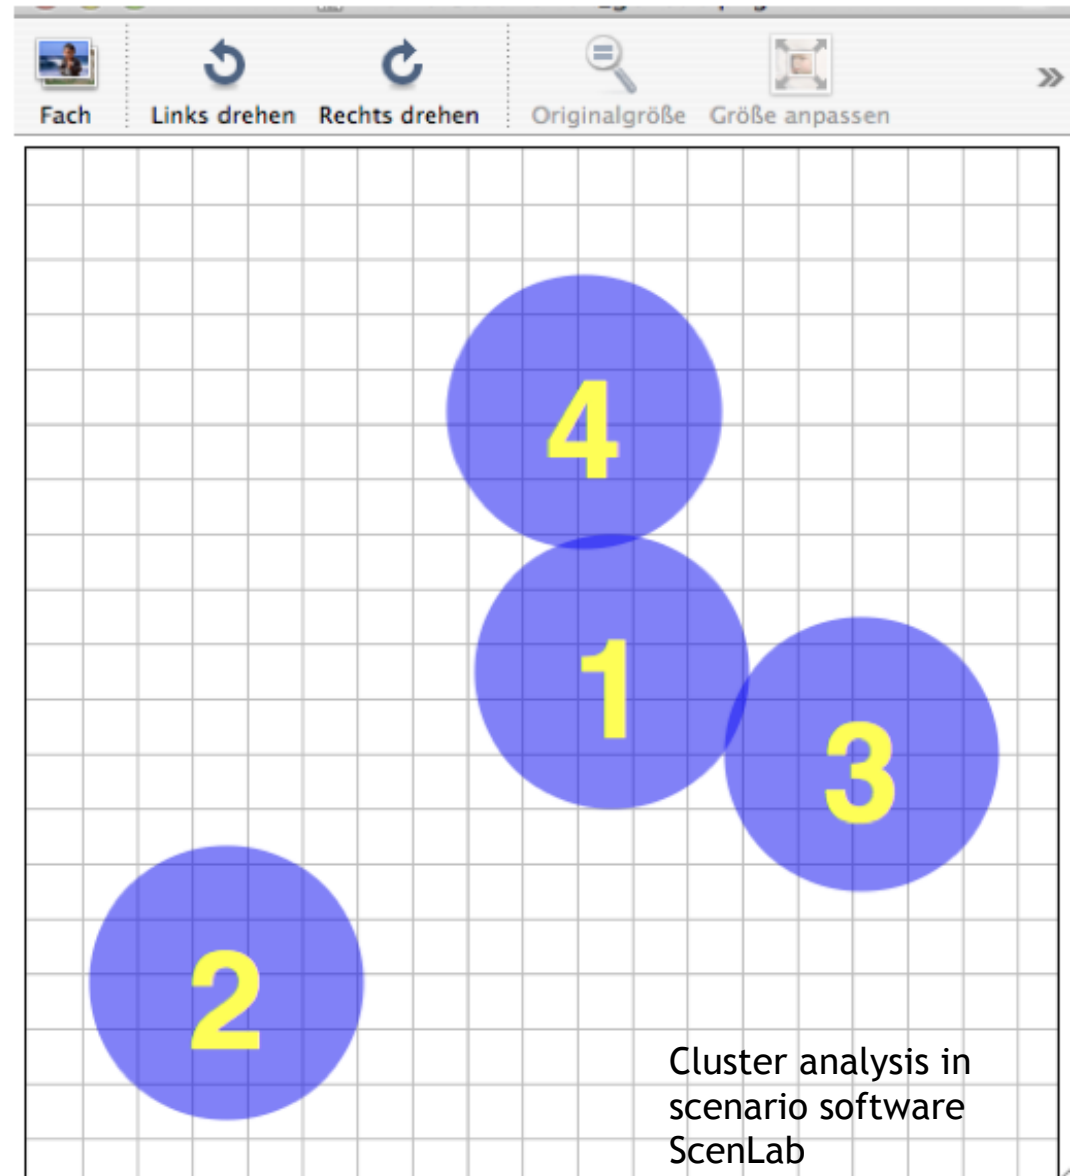 Fach Links drehen Rechts drehen Originalgröße Größe anpassen
4
1
3
2
Cluster analysis in
scenario software
ScenLab